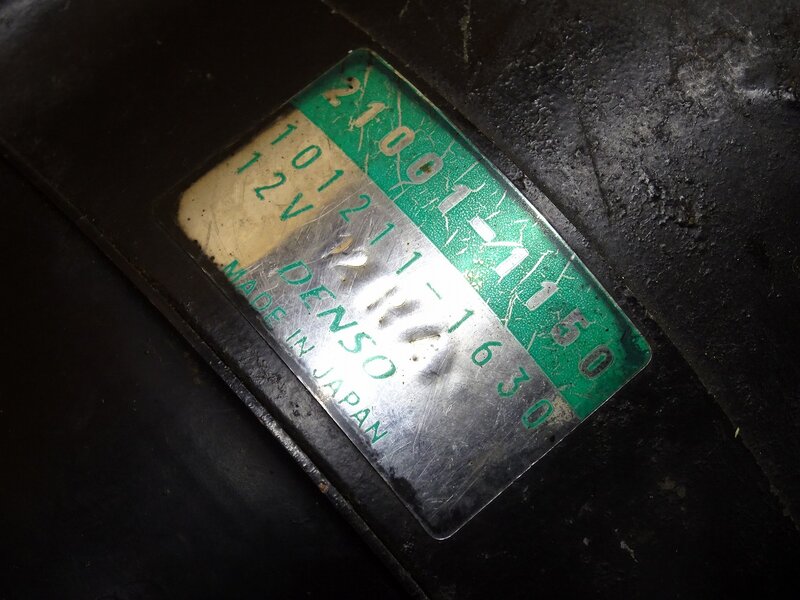 21001-1150
101211-1630
12V
DENSO
MADE IN JAPAN